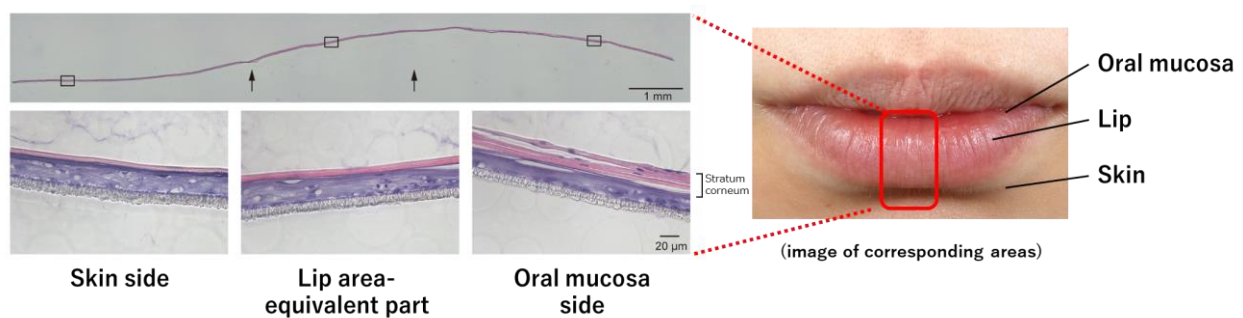 1 mm
Stratum
corneum
20 µm
Skin side
Lip area-
equivalent part
Oral mucosa
side
Oral mucosa
Lip
Skin
(image of corresponding areas)